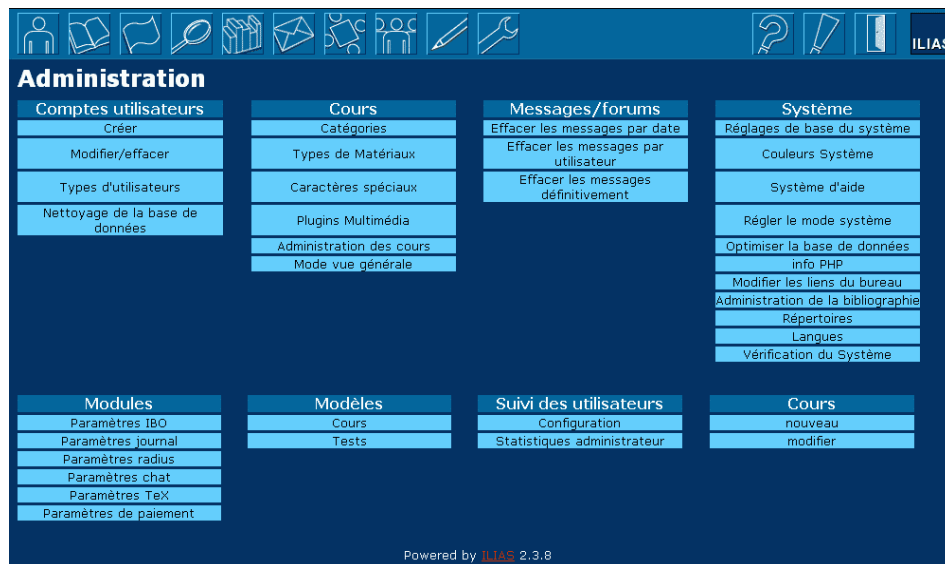 ILIAS
Administration
Comptes utilisateurs
Créer
Modifier/effacer
Types d'utilisateurs
Nettoyage de la base de
données
Cours
Catégories
Types de Matériaux
Caractères spéciaux
Plugins Multimédia
Administration des cours
Mode vue générale
Messages/forums
Effacer les messages par date
Effacer les messages par
utilisateur
Effacer les messages
définitivement
Système
Réglages de base du système
Couleurs Système
Système d'aide
Régler le mode système
Optimiser la base de données
info PHP
Modifier les liens du bureau
Administration de la bibliographie
Répertoires
Langues
Vérification du Système
Modules
Paramètres IBO
Paramètres journal
Paramètres radius
Paramètres chat
Paramètres TeX
Paramètres de paiement
Modèles
Cours
Tests
Suivi des utilisateurs
Configuration
Statistiques administrateur
Cours
nouveau
modifier
Powered by ILIAS 2.3.8